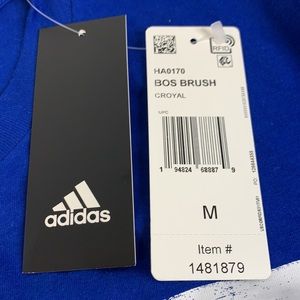 adidas
RFID
HA0170
BOS BRUSH
CROYAL
UPC
1 94824 68887 9
M
Item #
1481879